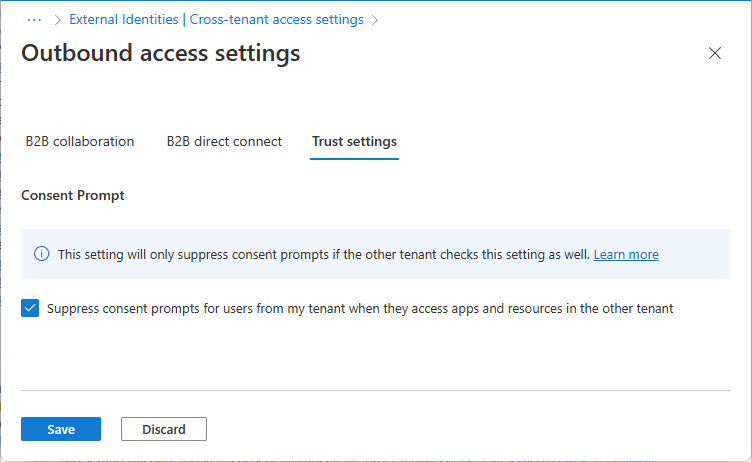 ··· > External Identities | Cross-tenant access settings >
Outbound access settings
B2B collaboration B2B direct connect Trust settings
Consent Prompt
This setting will only suppress consent prompts if the other tenant checks this setting as well. Learn more
Suppress consent prompts for users from my tenant when they access apps and resources in the other tenant
Save Discard